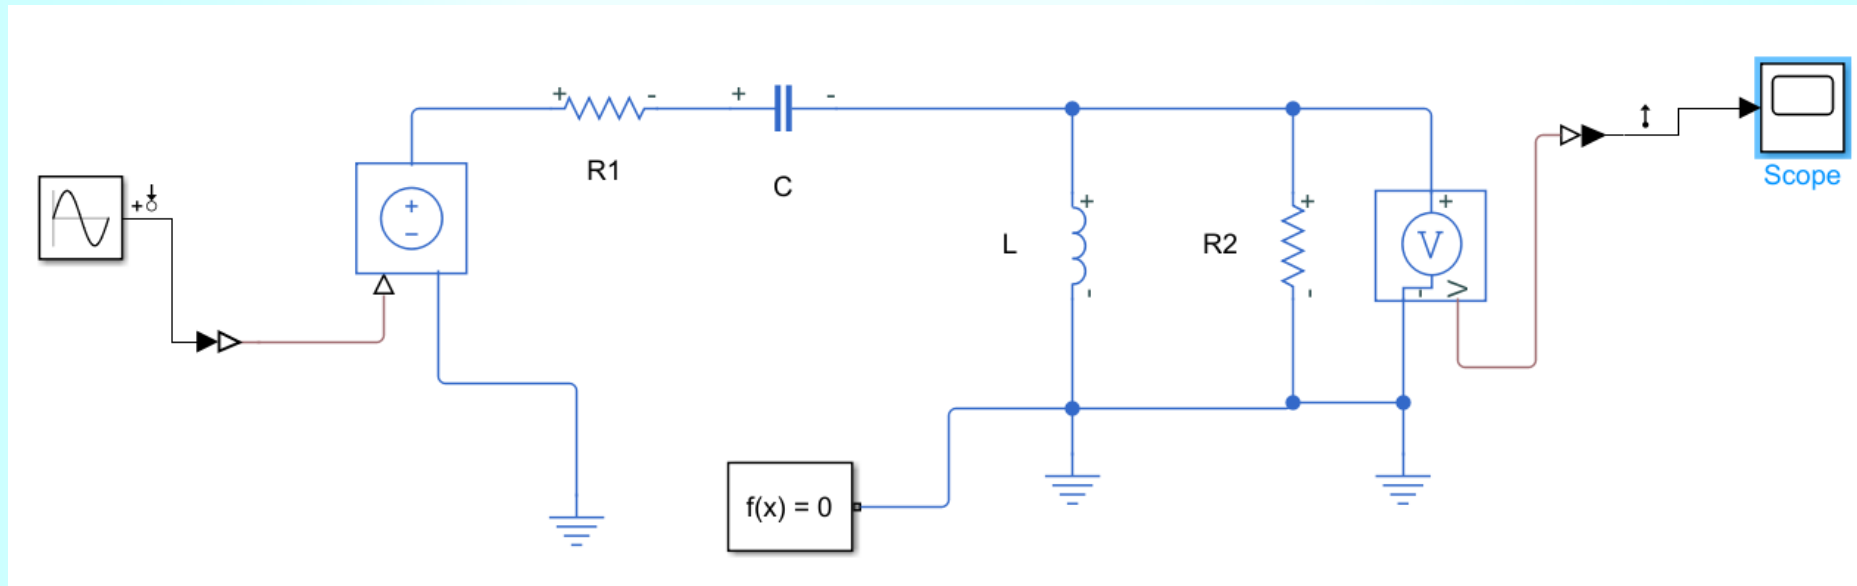 R1
C
Scope
L
R2
V
f(x) = 0